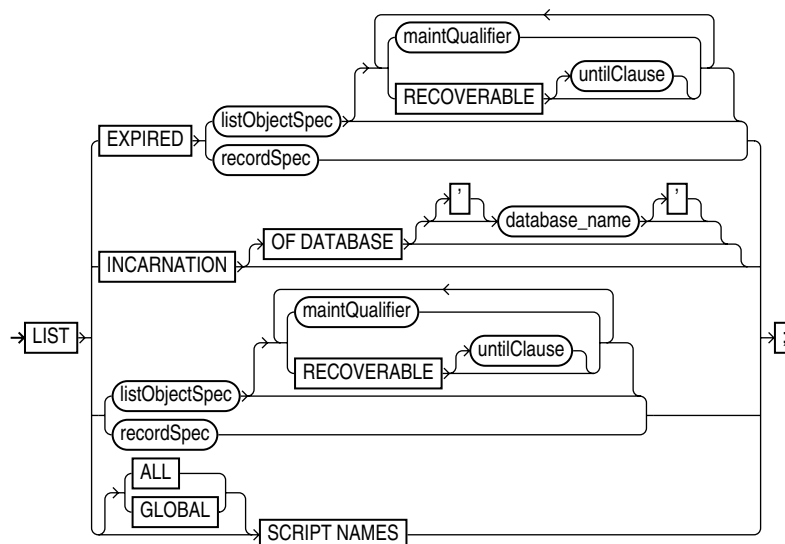 maintQualifier
untilClause
RECOVERABLE
listObjectSpec
EXPIRED
recordSpec
' '
OF DATABASE database_name
INCARNATION
maintQualifier
untilClause
LIST ;
RECOVERABLE
listObjectSpec
recordSpec
ALL
GLOBAL
SCRIPT NAMES